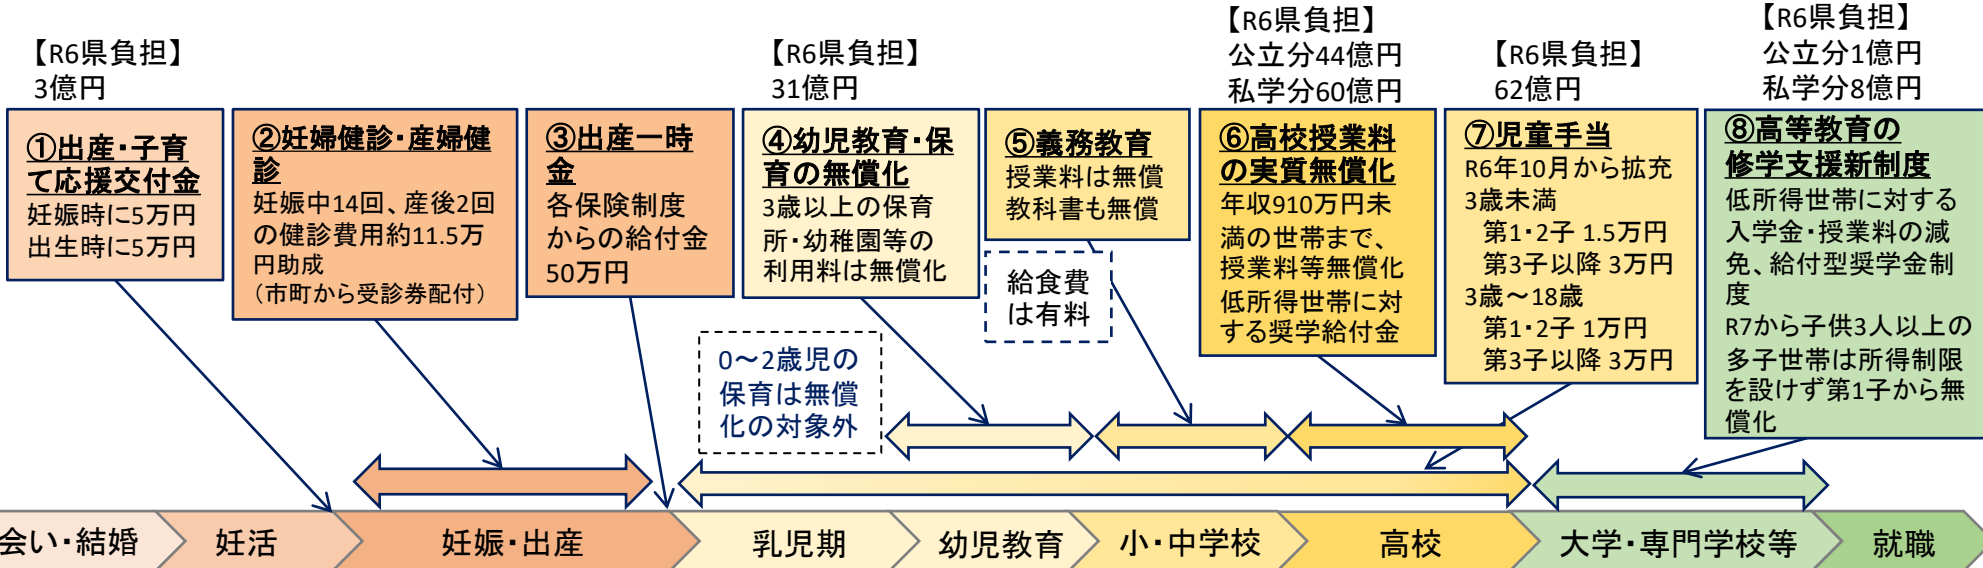 【R6県負担】
3億円
①出産・子育
て応援交付金
妊娠時に5万円
出生時に5万円
②妊婦健診・産婦健
診
妊娠中14回、産後2回
の健診費用約11.5万
円助成
（市町から受診券配付）
③出産一時
金
各保険制度
からの給付金
50万円
【R6県負担】
31億円
④幼児教育・保
育の無償化
3歳以上の保育
所・幼稚園等の
利用料は無償化
0～2歳児の
保育は無償
化の対象外
⑤義務教育
授業料は無償
教科書も無償
給食費
は有料
【R6県負担】
公立分44億円
私学分60億円
⑥高校授業料
の実質無償化
年収910万円未
満の世帯まで、
授業料等無償化
低所得世帯に対
する奨学給付金
【R6県負担】
62億円
⑦児童手当
R6年10月から拡充
3歳未満
第1・2子 1.5万円
第3子以降 3万円
3歳～18歳
第1・2子 1万円
第3子以降 3万円
【R6県負担】
公立分1億円
私学分8億円
⑧高等教育の
修学支援新制度
低所得世帯に対する
入学金・授業料の減
免、給付型奨学金制
度
R7から子供3人以上の
多子世帯は所得制限
を設けず第1子から無
償化
会い・結婚
妊活
妊娠・出産
乳児期
幼児教育
小・中学校
高校
大学・専門学校等
就職